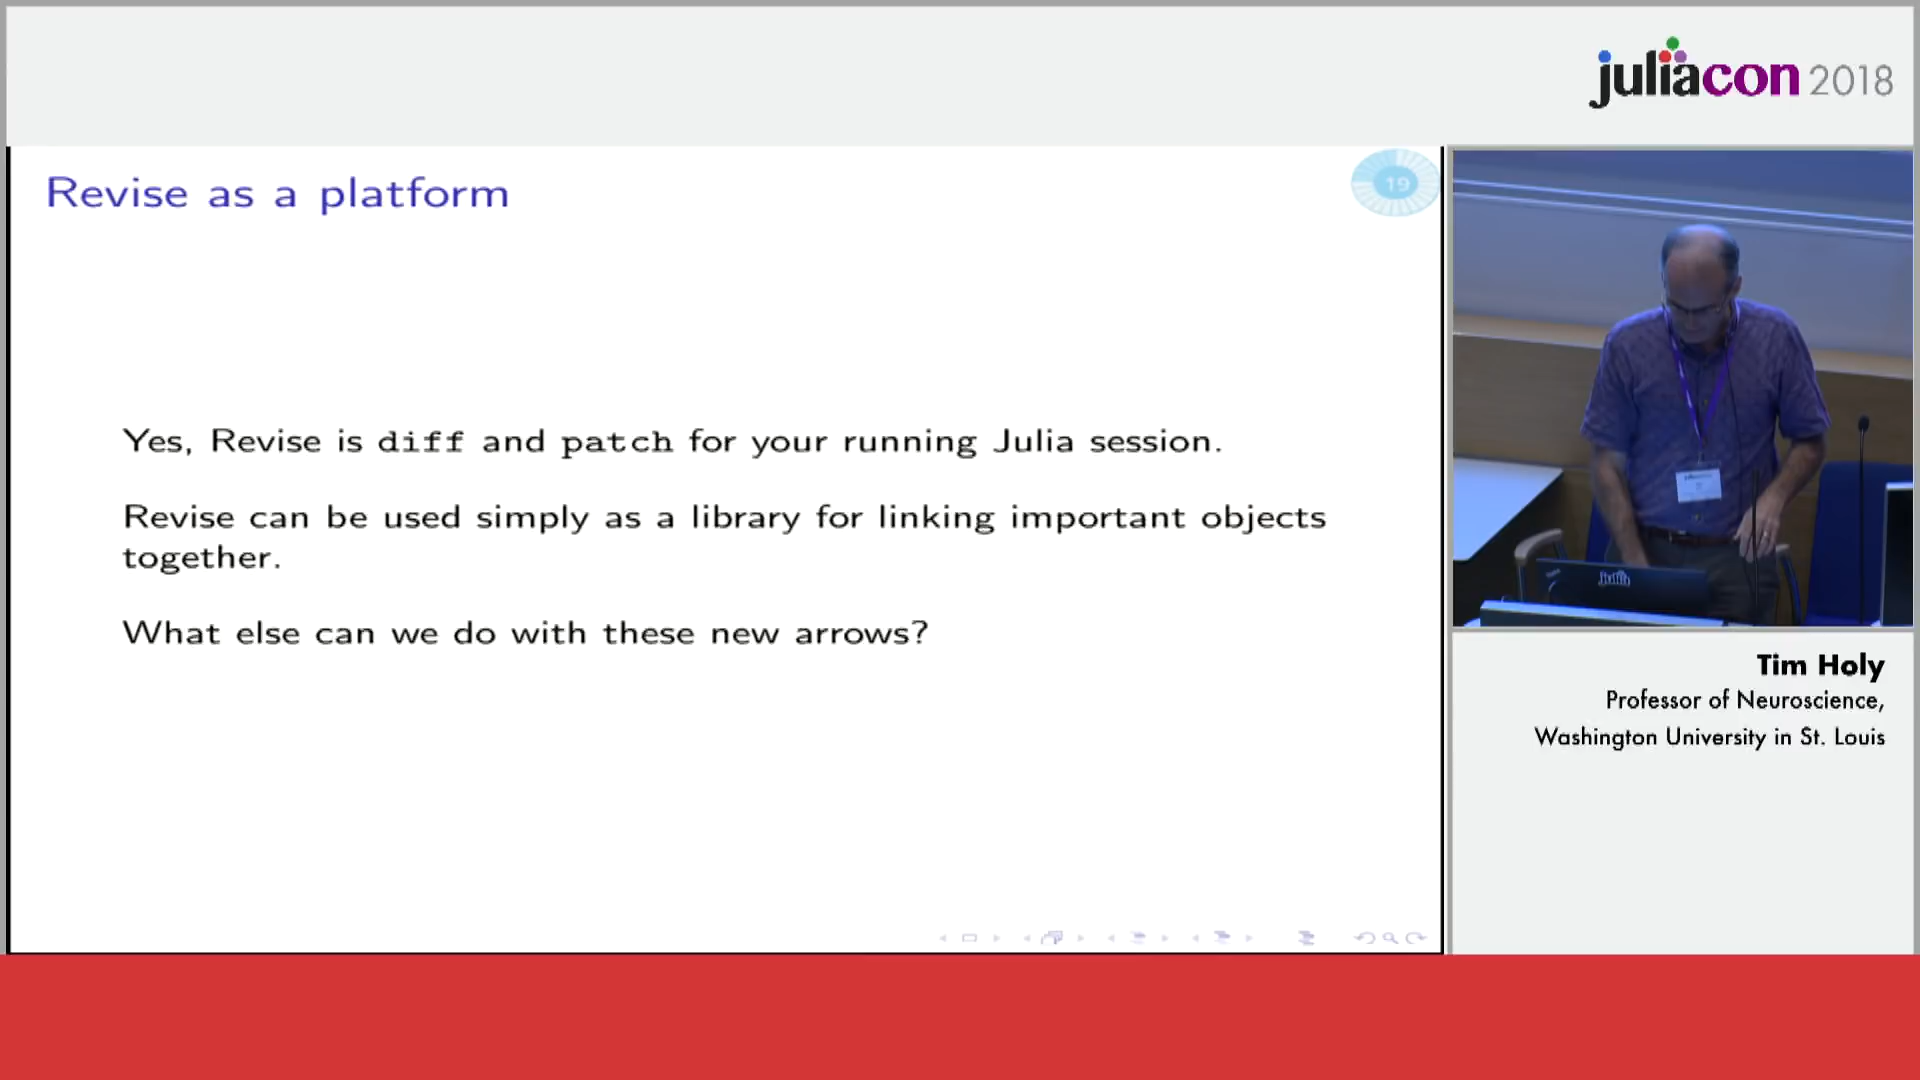 juliacon 2018
Revise as a platform
19
Yes, Revise is diff and patch for your running Julia session.
Revise can be used simply as a library for linking important objects
together.
What else can we do with these new arrows?
julia
Tim Holy
Professor of Neuroscience,
Washington University in St. Louis